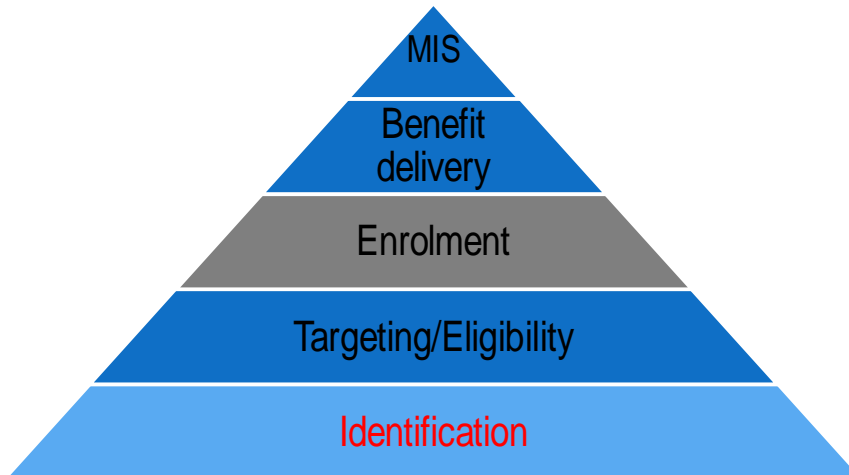 MIS
Benefit
delivery
Enrolment
Targeting/Eligibility
Identification